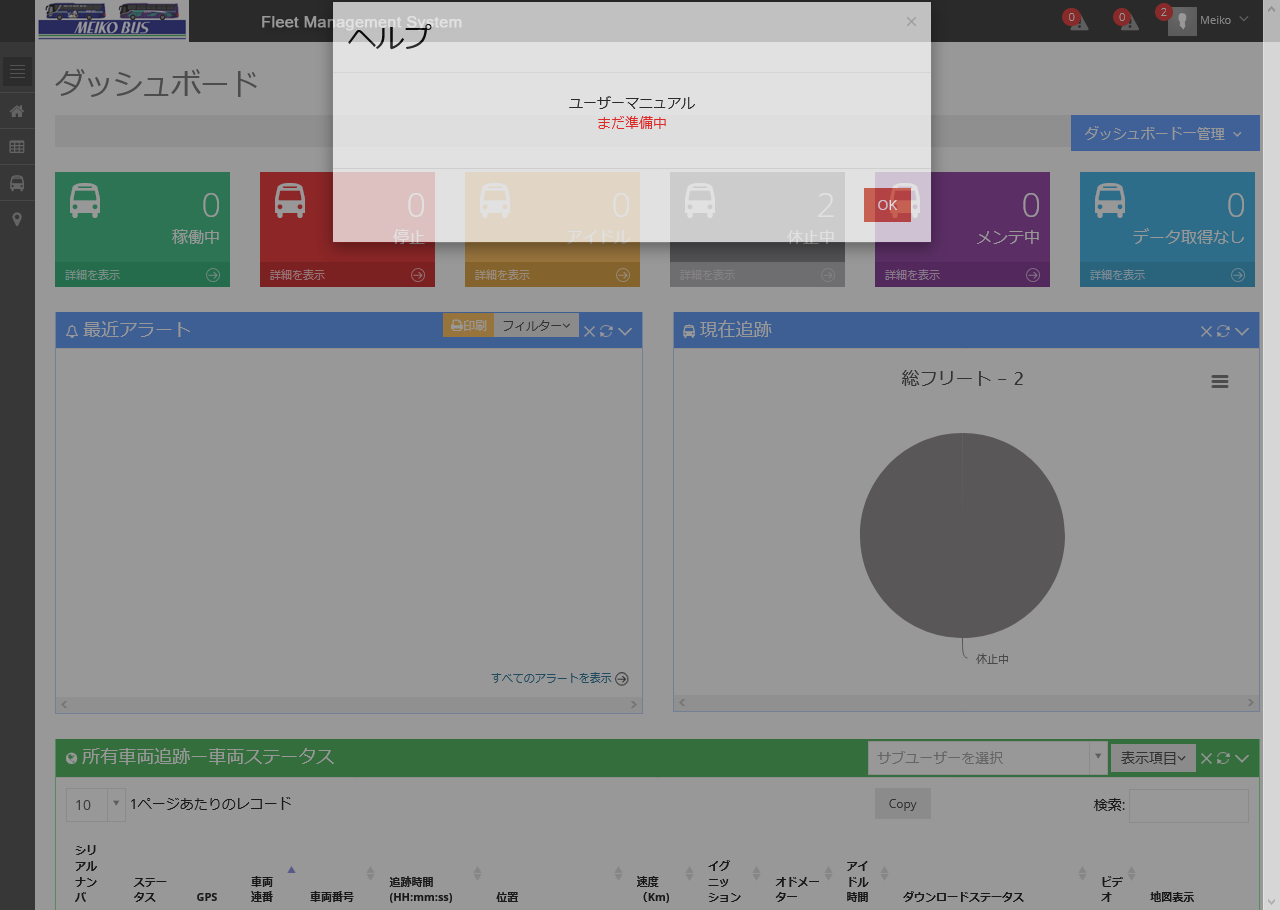 MEIKO BUS
Fleet Management System
0
0
2
Meiko
ヘルプ
×
ユーザーマニュアル
まだ準備中
OK
ダッシュボード
ダッシュボードー管理
0
稼働中
詳細を表示
0
停止
詳細を表示
0
アイドル
詳細を表示
2
休止中
詳細を表示
0
メンテ中
詳細を表示
0
データ取得なし
詳細を表示
最近アラート
印刷
フィルター
すべてのアラートを表示
現在追跡
総フリート – 2
休止中
所有車両追跡ー車両ステータス
サブユーザーを選択
表示項目
10
1ページあたりのレコード
Copy
検索:
シリアルナンバ
ステータス
GPS
車両連番
車両番号
追跡時間
(HH:mm:ss)
位置
速度
（Km)
イグニッション
オドメーター
アイドル時間
ダウンロードステータス
ビデオ
地図表示